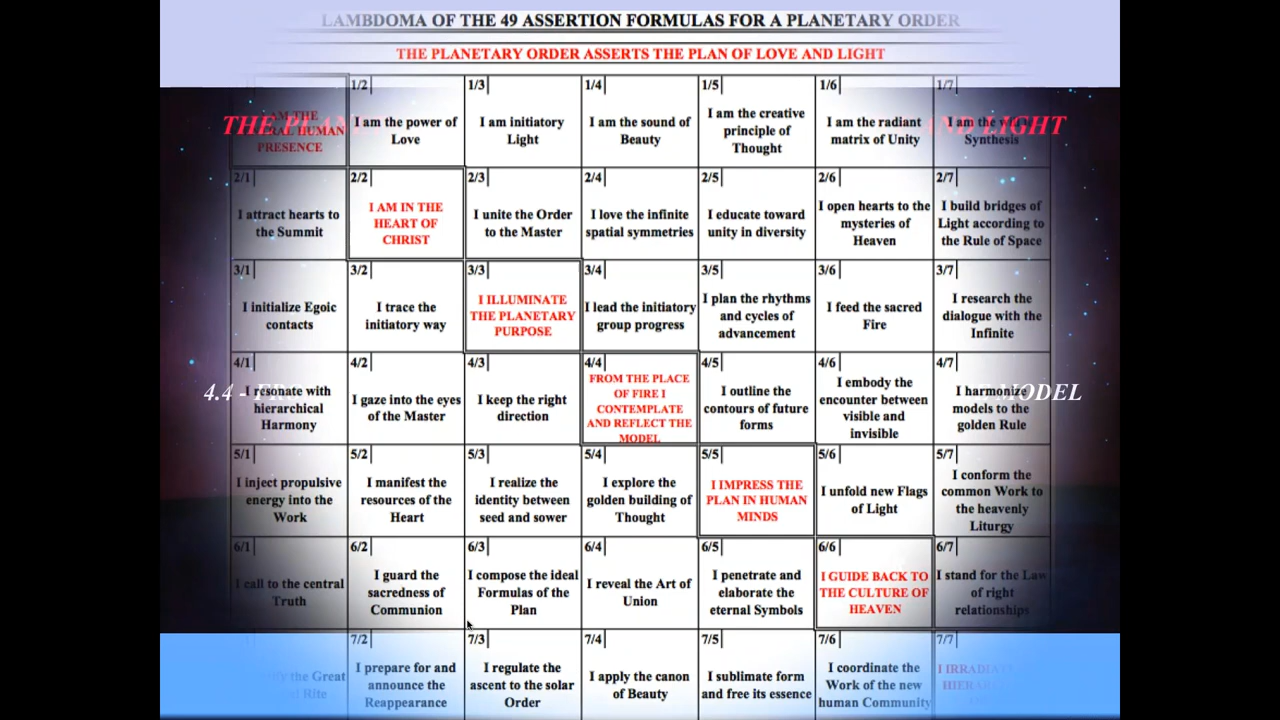 LAMBDOMA OF THE 49 ASSERTION FORMULAS FOR A PLANETARY ORDER
THE PLANETARY ORDER ASSERTS THE PLAN OF LOVE AND LIGHT
1/2
1/3
1/4
1/5
1/6
1/7
AM THE
HUMAN
PRESENCE
I am the power of
Love
I am initiatory
Light
I am the sound of
Beauty
I am the creative
principle of
Thought
I am the radiant
matrix of Unity
I am the
Synthesis
THE
AND LIGHT
2/1
2/2
2/3
2/4
2/5
2/6
2/7
I attract hearts to
the Summit
I AM IN THE
HEART OF
CHRIST
I unite the Order
to the Master
I love the infinite
spatial symmetries
I educate toward
unity in diversity
I open hearts to the
mysteries of
Heaven
I build bridges of
Light according to
the Rule of Space
3/1
3/2
3/3
3/4
3/5
3/6
3/7
I initialize Egoic
contacts
I trace the
initiatory way
I ILLUMINATE
THE PLANETARY
PURPOSE
I lead the initiatory
group progress
I plan the rhythms
and cycles of
advancement
I feed the sacred
Fire
I research the
dialogue with the
Infinite
4/1
4/2
4/3
4/4
4/5
4/6
4/7
I resonate with
hierarchical
Harmony
I gaze into the eyes
of the Master
I keep the right
direction
FROM THE PLACE
OF FIRE I
CONTEMPLATE
AND REFLECT THE
MODEL
I outline the
contours of future
forms
I embody the
encounter between
visible and
invisible
I harmonize
models to the
golden Rule
4.4 -
MODEL
5/1
5/2
5/3
5/4
5/5
5/6
5/7
I inject propulsive
energy into the
Work
I manifest the
resources of the
Heart
I realize the
identity between
seed and sower
I explore the
golden building of
Thought
I IMPRESS THE
PLAN IN HUMAN
MINDS
I unfold new Flags
of Light
I conform the
common Work to
the heavenly
Liturgy
6/1
6/2
6/3
6/4
6/5
6/6
6/7
I call to the central
Truth
I guard the
sacredness of
Communion
I compose the ideal
Formulas of the
Plan
I reveal the Art of
Union
I penetrate and
elaborate the
eternal Symbols
I GUIDE BACK TO
THE CULTURE OF
HEAVEN
I stand for the Law
of right
relationships
7/2
7/3
7/4
7/5
7/6
7/7
the Great
Rite
I prepare for and
announce the
Reappearance
I regulate the
ascent to the solar
Order
I apply the canon
of Beauty
I sublimate form
and free its essence
I coordinate the
Work of the new
human Community